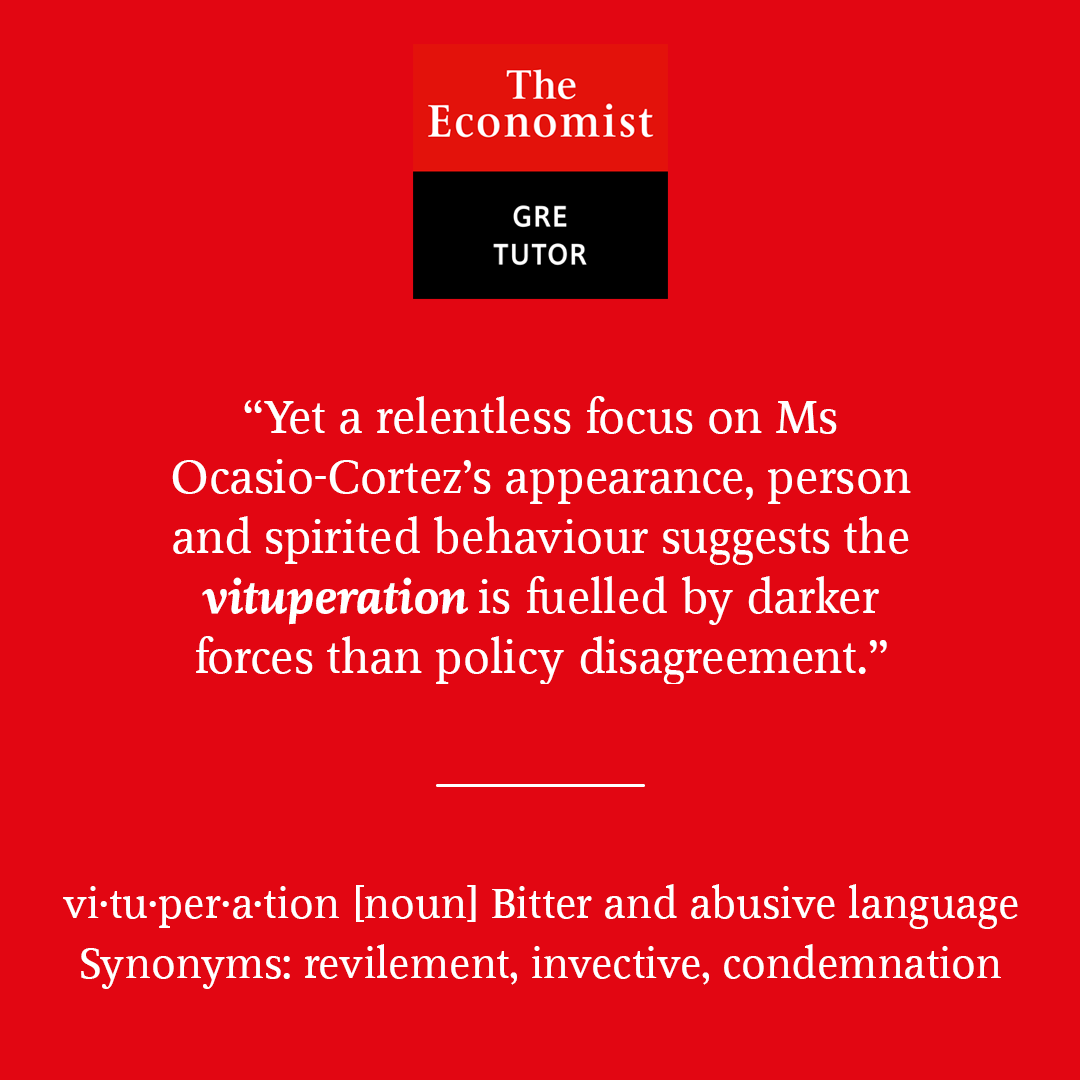 The
Economist
GRE
TUTOR
“Yet a relentless focus on Ms
Ocasio-Cortez’s appearance, person
and spirited behaviour suggests the
vituperation is fuelled by darker
forces than policy disagreement.”
vi·tu·per·a·tion [noun] Bitter and abusive language
Synonyms: revilement, invective, condemnation